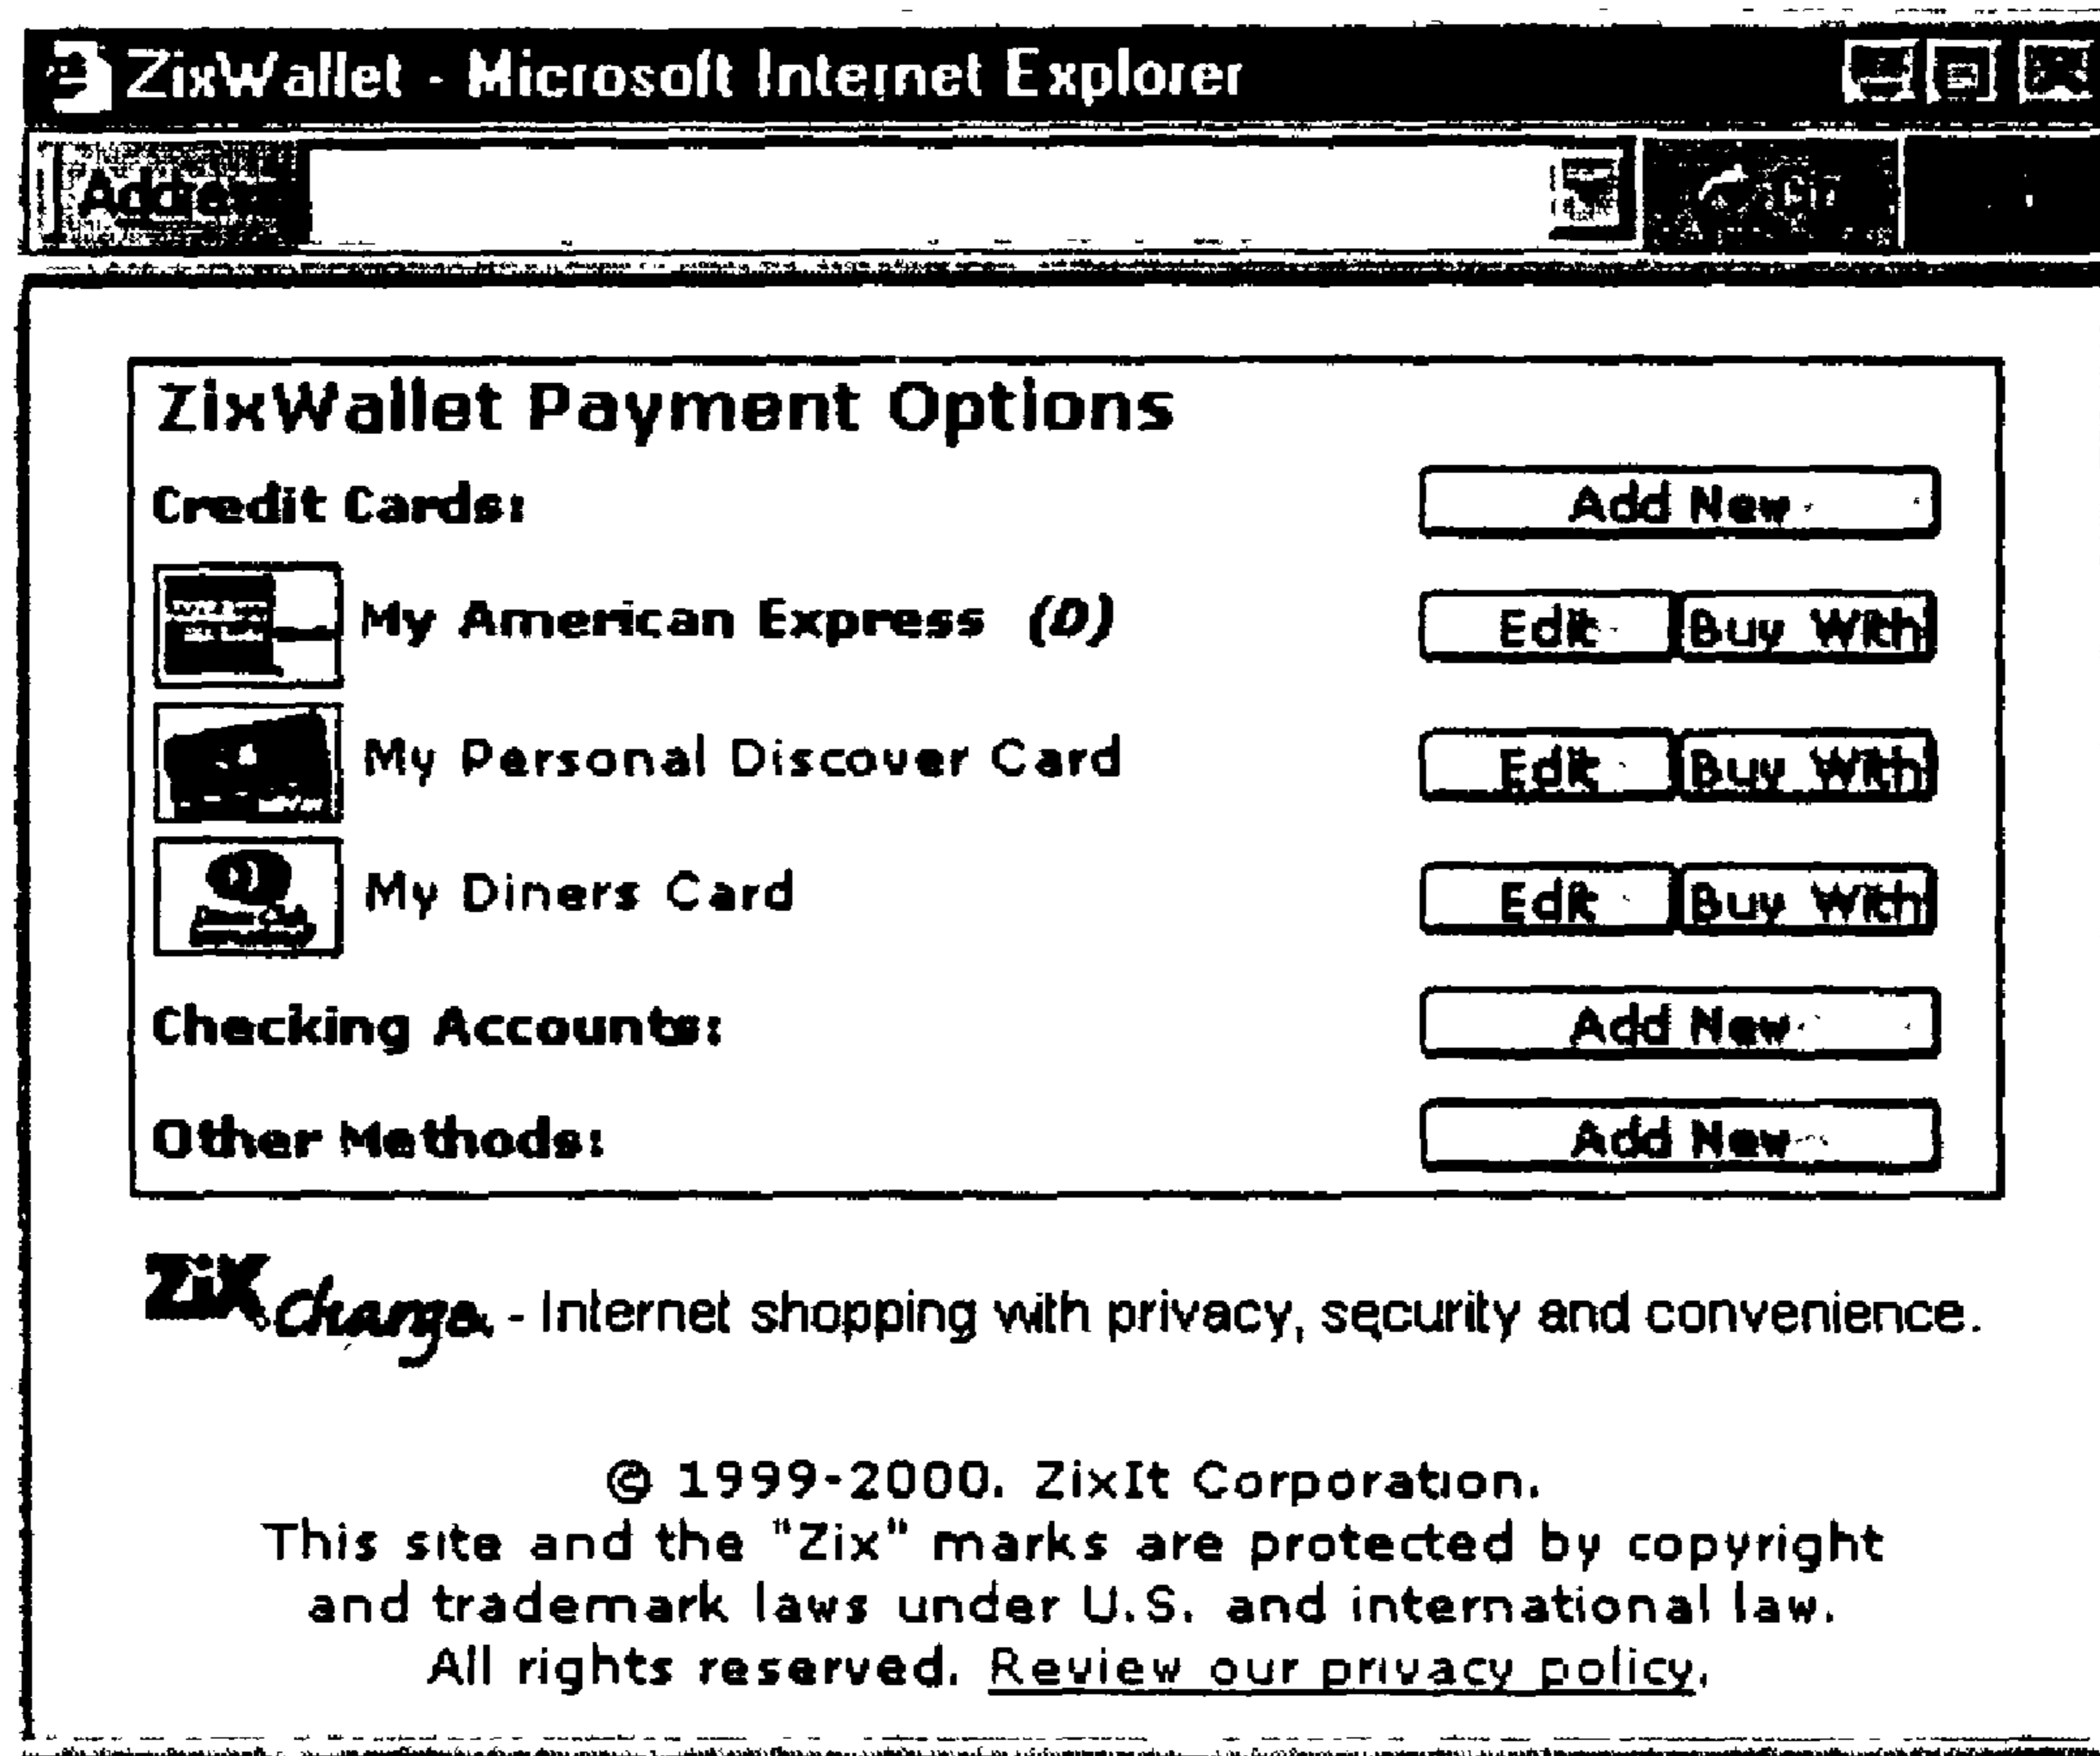 ZixWallet - Microsoft Internet Explorer
Address
ZixWallet Payment Options
Credit Cards: Add New
My American Express (D) Edit Buy With
My Personal Discover Card Edit Buy With
My Diners Card Edit Buy With
Checking Accounts: Add New
Other Methods: Add New
ZixCharge - Internet shopping with privacy, security and convenience.
© 1999-2000. ZixIt Corporation.
This site and the "Zix" marks are protected by copyright
and trademark laws under U.S. and international law.
All rights reserved. Review our privacy policy.